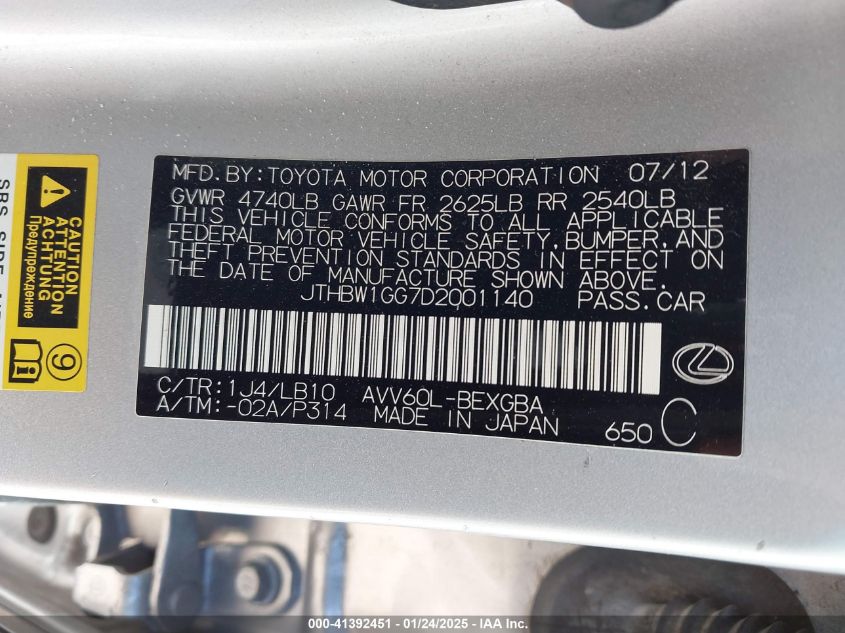 MFD. BY: TOYOTA MOTOR CORPORATION 07/12
GVWR 4740LB GAWR FR 2625LB RR 2540LB
THIS VEHICLE CONFORMS TO ALL APPLICABLE
FEDERAL MOTOR VEHICLE SAFETY, BUMPER, AND
THEFT PREVENTION STANDARDS IN EFFECT ON
THE DATE OF MANUFACTURE SHOWN ABOVE.
JTHBW1GG7D2001140 PASS. CAR
C/TR: 1J4/LB10 AVV60L-BEXGBA
A/TM: -02A/P314 MADE IN JAPAN 650 C
CAUTION
ATTENTION
ACHTUNG
Предупреждение
9
SRS SIDE
000-41392451 - 01/24/2025 - IAA Inc.